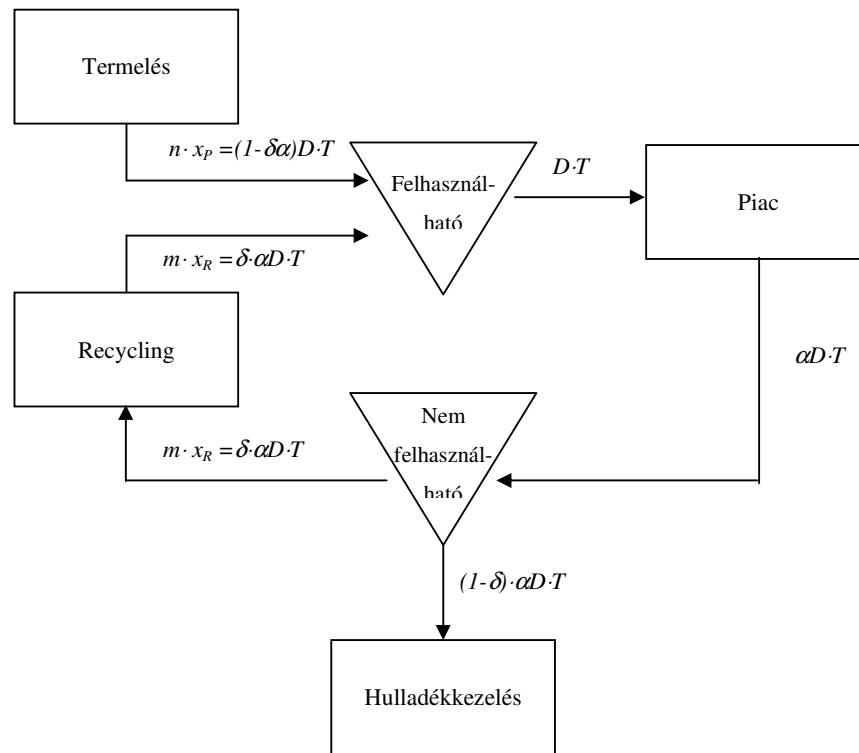 Termelés
n· x_P =(1-δα)D·T
Felhasznál-
ható
D·T
Piac
m· x_R = δ·αD·T
Recycling
αD·T
Nem
felhasznál-
ható
m· x_R = δ·αD·T
(1-δ)·αD·T
Hulladékkezelés